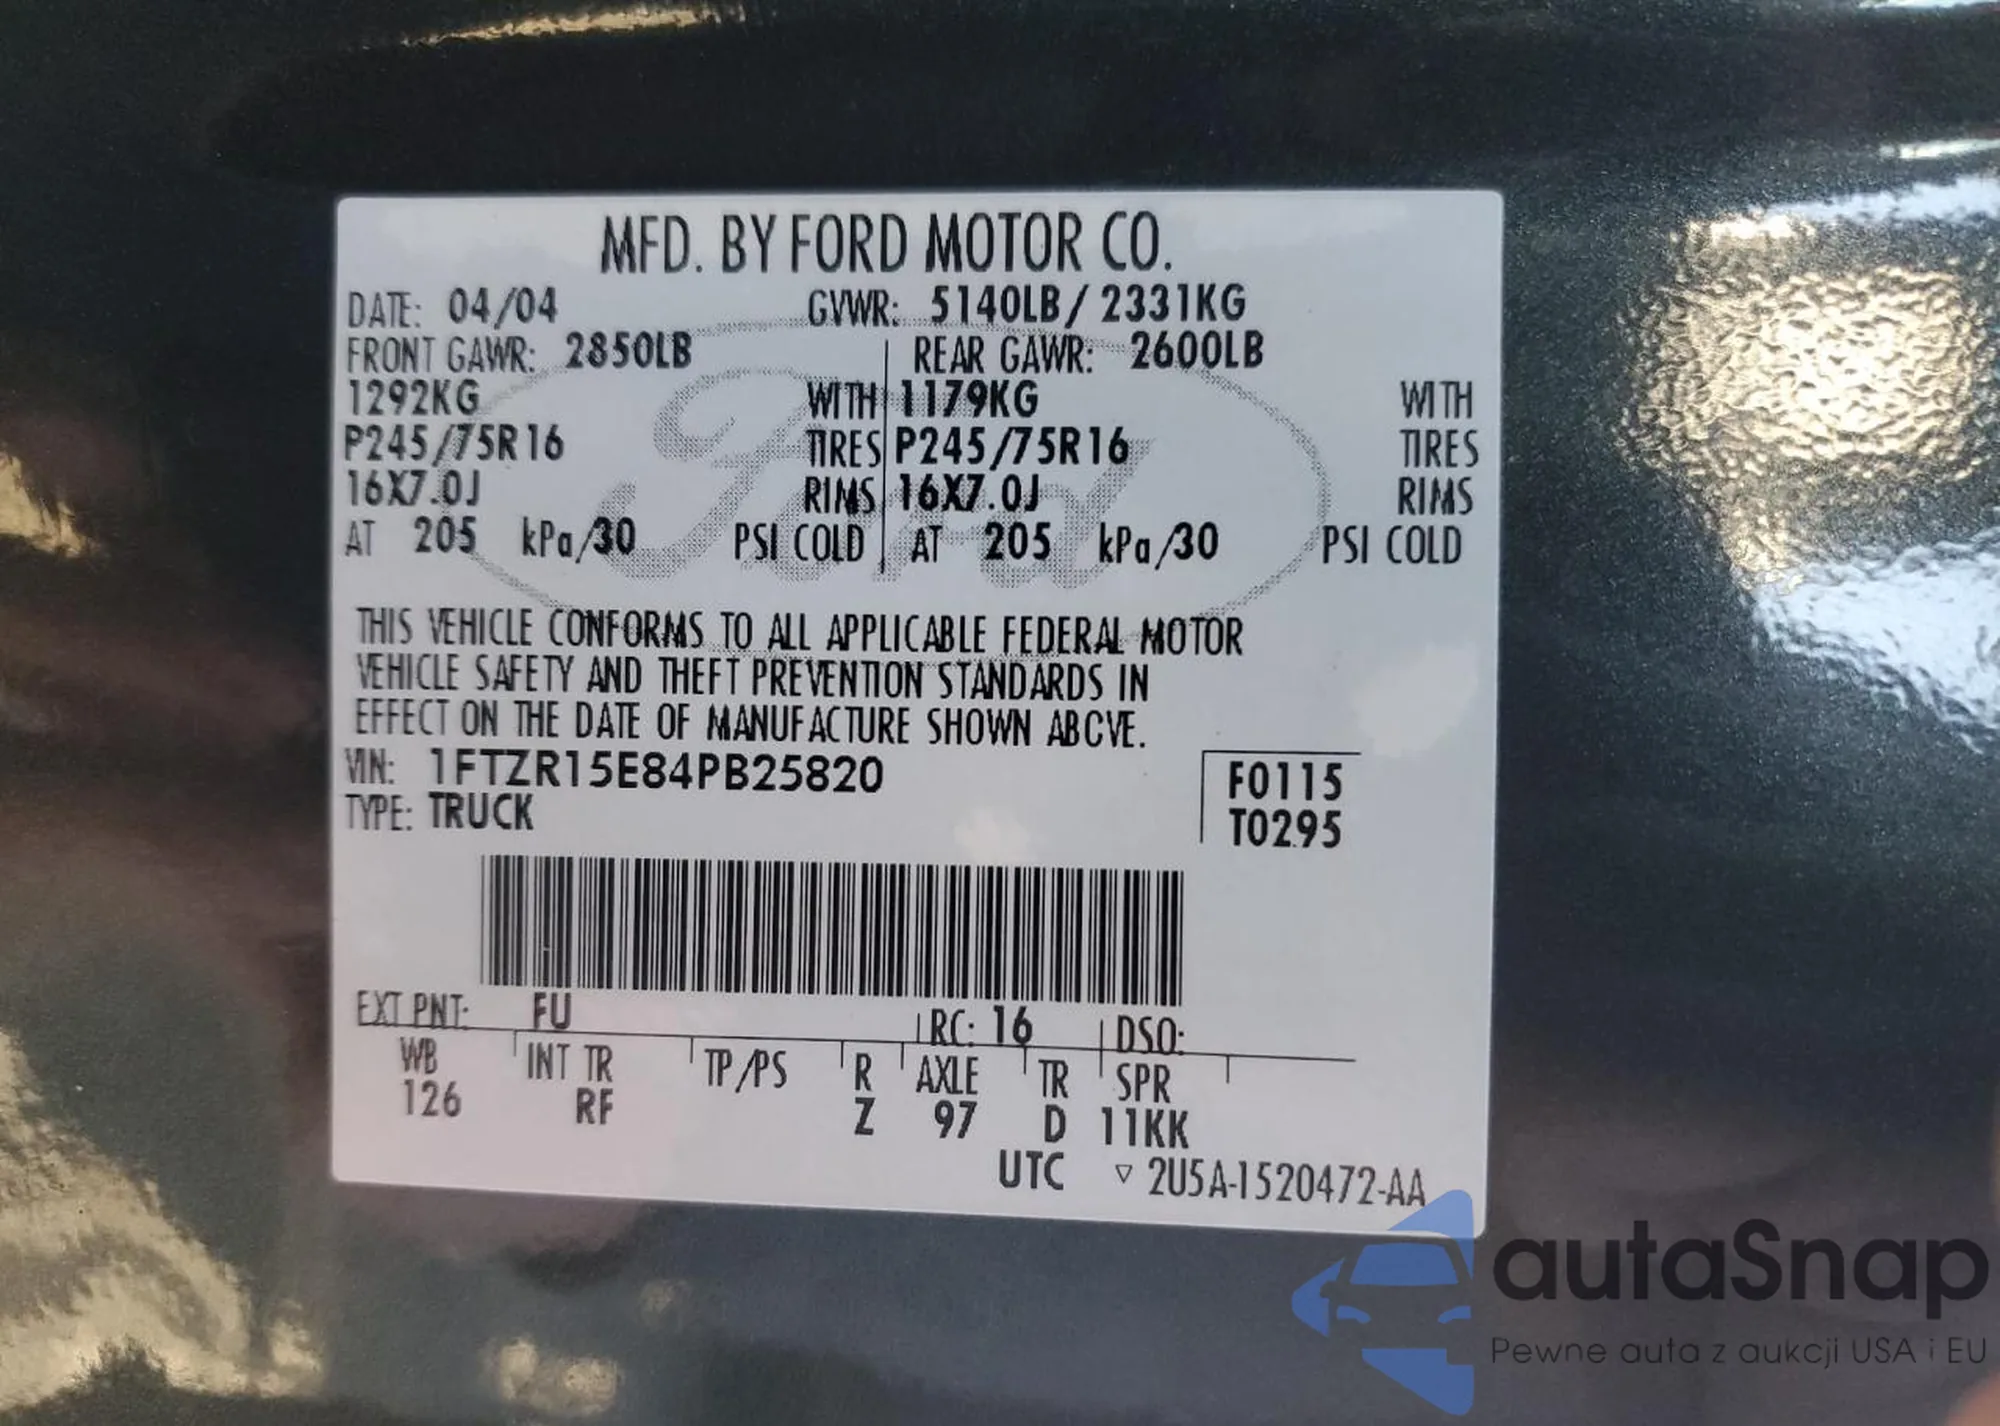 MFD. BY FORD MOTOR CO.
DATE: 04/04 GVWR: 5140LB/ 2331KG
FRONT GAWR: 2850LB REAR GAWR: 2600LB
1292KG WITH 1179KG WITH
P245/75R16 TIRES P245/75R16 TIRES
16X7.0J RIMS 16X7.0J RIMS
AT 205 kPa/30 PSI COLD AT 205 kPa/30 PSI COLD
Ford
THIS VEHICLE CONFORMS TO ALL APPLICABLE FEDERAL MOTOR
VEHICLE SAFETY AND THEFT PREVENTION STANDARDS IN
EFFECT ON THE DATE OF MANUFACTURE SHOWN ABOVE.
VIN: 1FTZR15E84PB25820 F0115
TYPE: TRUCK T0295
EXT PNT: FU RC: 16 DSO:
WB INT TR TP/PS R AXLE TR SPR
126 RF Z 97 D 11KK
UTC ▽ 2U5A-1520472-AA
autaSnap
Pewne auta z aukcji USA i EU